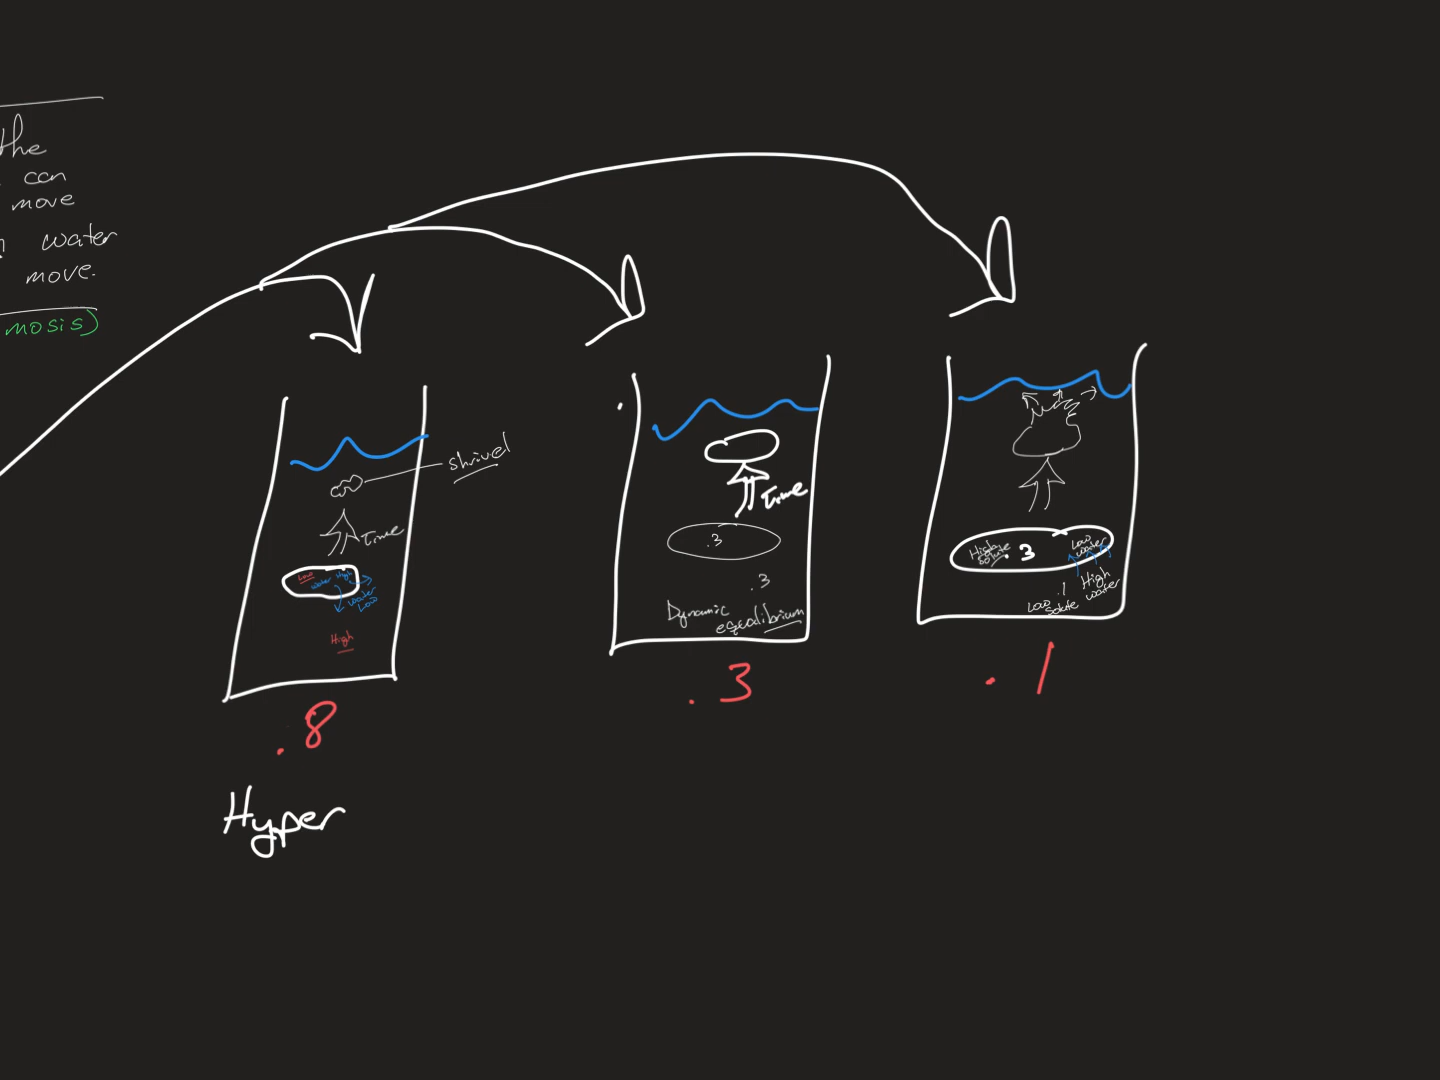 the
can
move
water
move.
mosis)
shrivel
Time
Low
water High
water
Low
High
.8
Hyper
Time
.3
.3
Dynamic
equilibrium
.3
High
solute
.3
Low
water
.1
High
water
Low
solute
.1